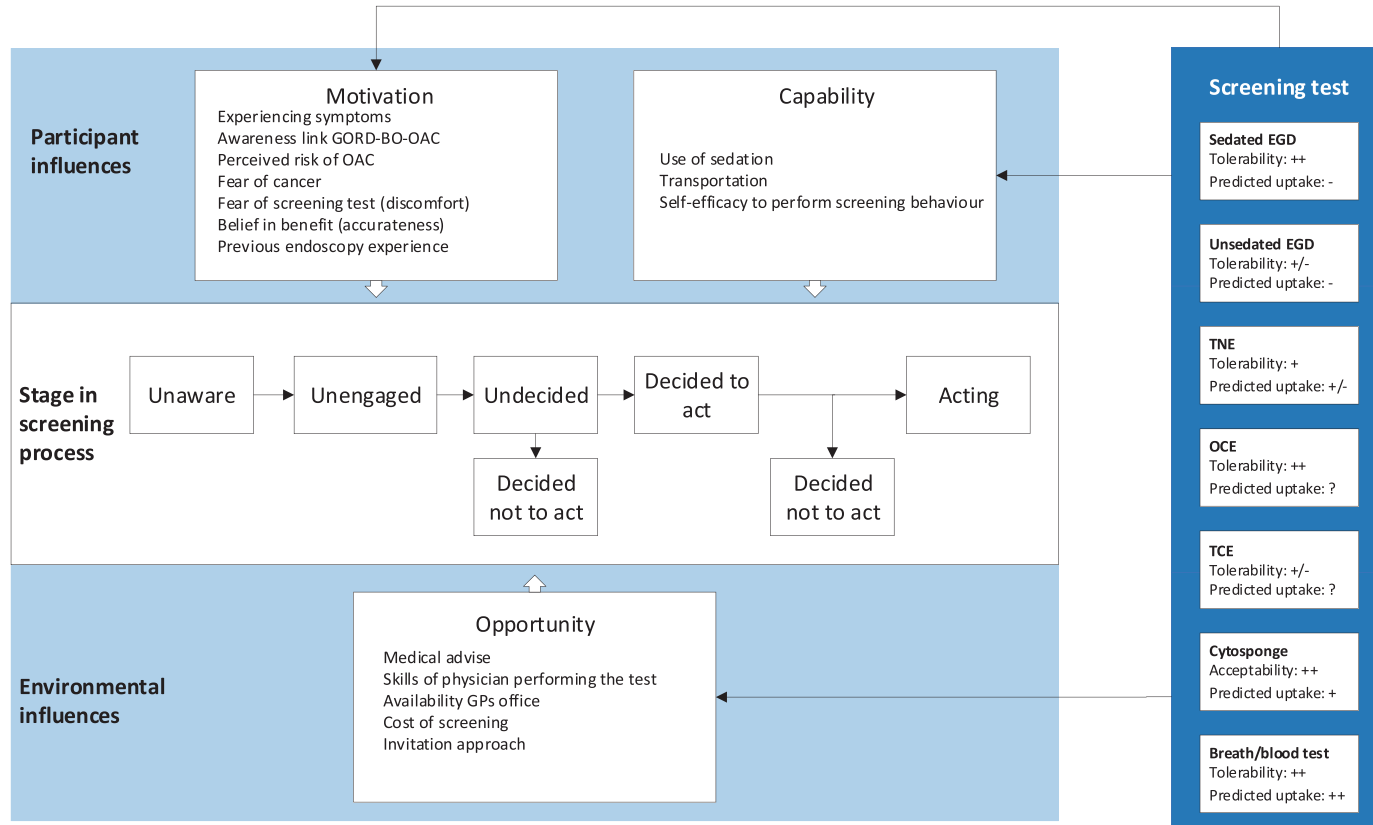 Participant
influences
Motivation
Experiencing symptoms
Awareness link GORD-BO-OAC
Perceived risk of OAC
Fear of cancer
Fear of screening test (discomfort)
Belief in benefit (accurateness)
Previous endoscopy experience
Capability
Use of sedation
Transportation
Self-efficacy to perform screening behaviour
Stage in
screening
process
Unaware
Unengaged
Undecided
Decided to
act
Acting
Decided
not to act
Decided
not to act
Environmental
influences
Opportunity
Medical advise
Skills of physician performing the test
Availability GPs office
Cost of screening
Invitation approach
Screening test
Sedated EGD
Tolerability: ++
Predicted uptake: -
Unsedated EGD
Tolerability: +/-
Predicted uptake: -
TNE
Tolerability: +
Predicted uptake: +/-
OCE
Tolerability: ++
Predicted uptake: ?
TCE
Tolerability: +/-
Predicted uptake: ?
Cytosponge
Acceptability: ++
Predicted uptake: +
Breath/blood test
Tolerability: ++
Predicted uptake: ++